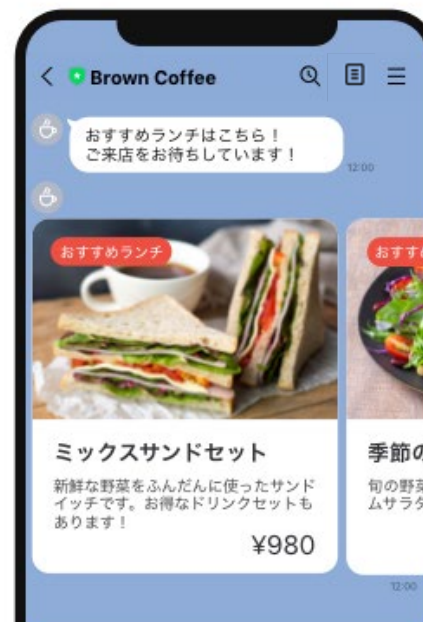 Brown Coffee
おすすめランチはこちら！
ご来店をお待ちしています！
12:00
おすすめランチ
ミックスサンドセット
新鮮な野菜をふんだんに使ったサンド
イッチです。お得なドリンクセットも
あります！
¥980
おすす
季節の
旬の野菜
ムサラダ
12:00